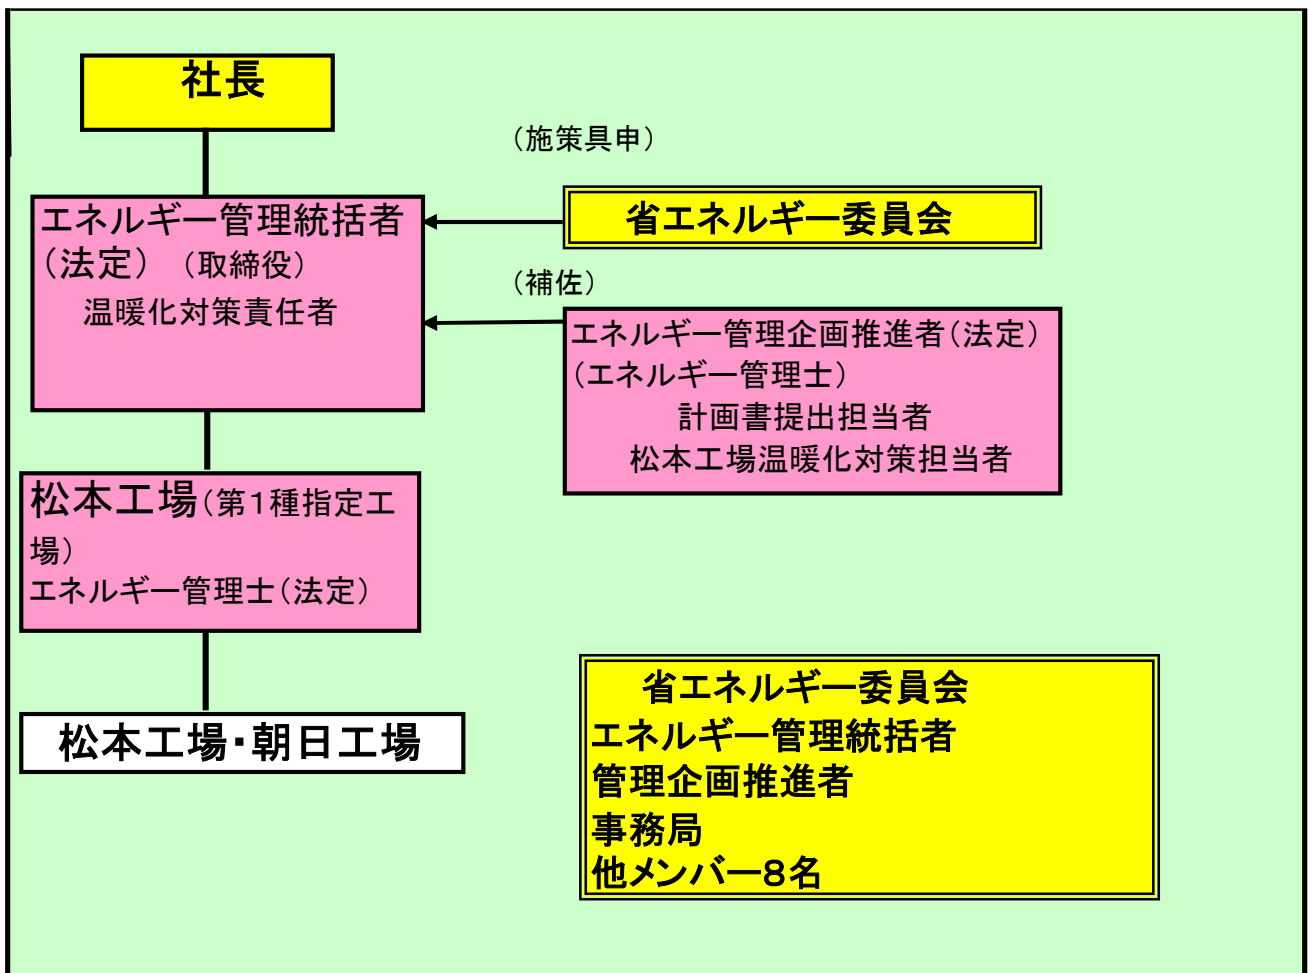 社長
(施策具申)
エネルギー管理統括者
(法定) (取締役)
温暖化対策責任者
省エネルギー委員会
(補佐)
エネルギー管理企画推進者(法定)
(エネルギー管理士)
計画書提出担当者
松本工場温暖化対策担当者
松本工場(第1種指定工
場)
エネルギー管理士(法定)
松本工場・朝日工場
省エネルギー委員会
エネルギー管理統括者
管理企画推進者
事務局
他メンバー8名